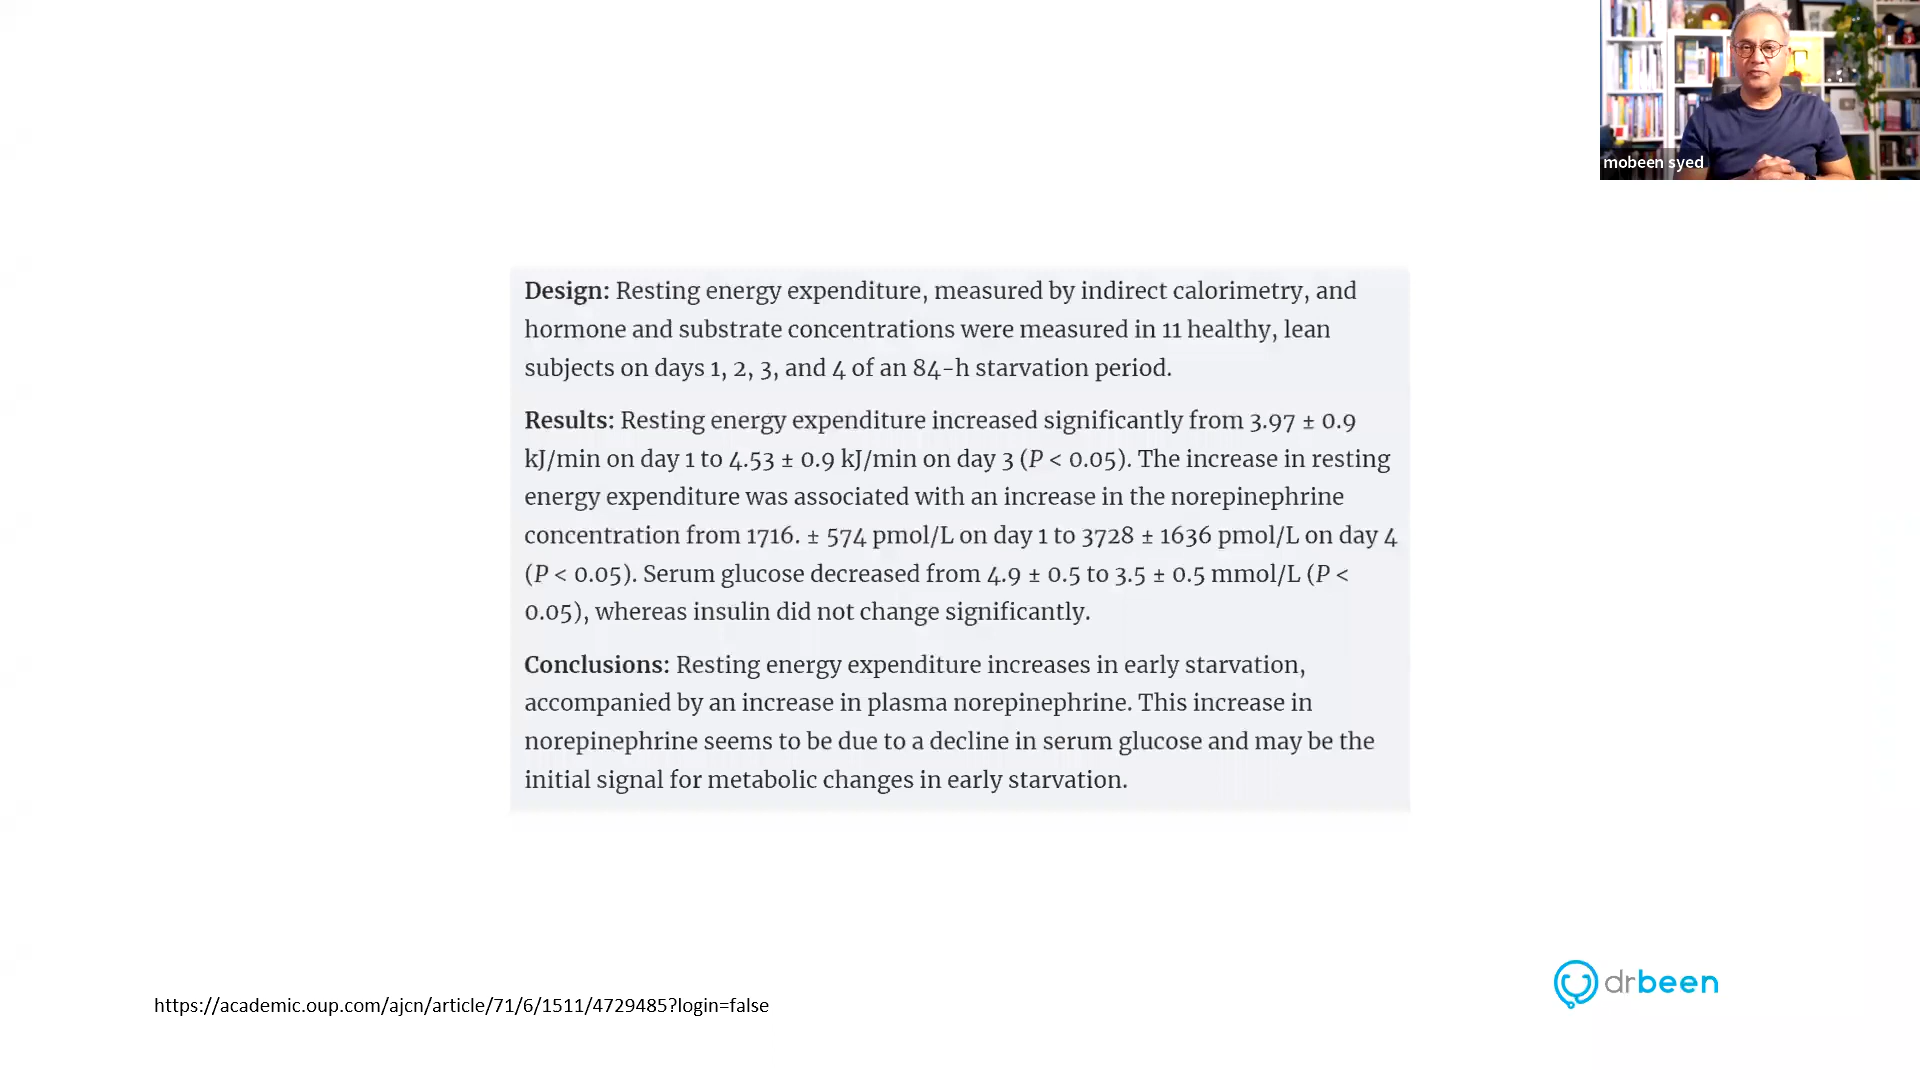 mobeen syed
Design: Resting energy expenditure, measured by indirect calorimetry, and
hormone and substrate concentrations were measured in 11 healthy, lean
subjects on days 1, 2, 3, and 4 of an 84-h starvation period.
Results: Resting energy expenditure increased significantly from 3.97 ± 0.9
kJ/min on day 1 to 4.53 ± 0.9 kJ/min on day 3 (P < 0.05). The increase in resting
energy expenditure was associated with an increase in the norepinephrine
concentration from 1716. ± 574 pmol/L on day 1 to 3728 ± 1636 pmol/L on day 4
(P < 0.05). Serum glucose decreased from 4.9 ± 0.5 to 3.5 ± 0.5 mmol/L (P <
0.05), whereas insulin did not change significantly.
Conclusions: Resting energy expenditure increases in early starvation,
accompanied by an increase in plasma norepinephrine. This increase in
norepinephrine seems to be due to a decline in serum glucose and may be the
initial signal for metabolic changes in early starvation.
drbeen
https://academic.oup.com/ajcn/article/71/6/1511/4729485?login=false